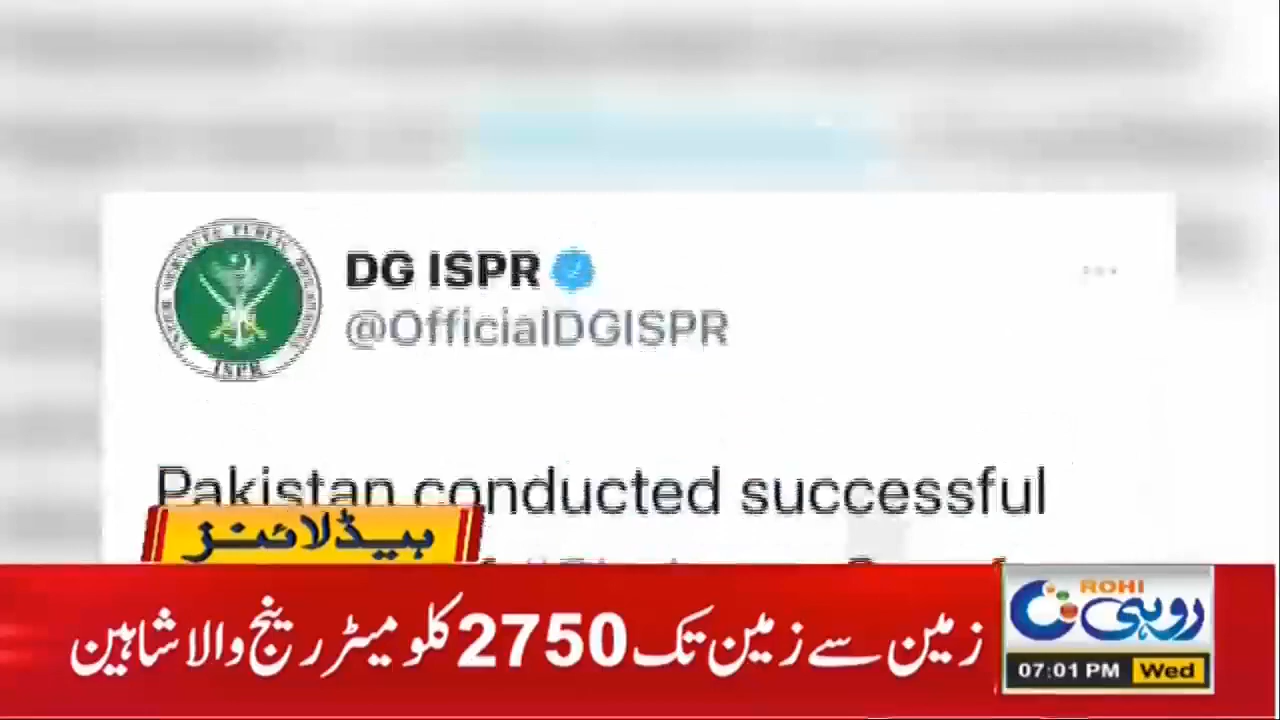 DG ISPR
@OfficialDGISPR
Pakistan conducted successful
ہیڈلائنز
زمین سے زمین تک 2750 کلومیٹر رینج والا شاہین
ROHI
روہی
07:01 PM Wed
ISPR